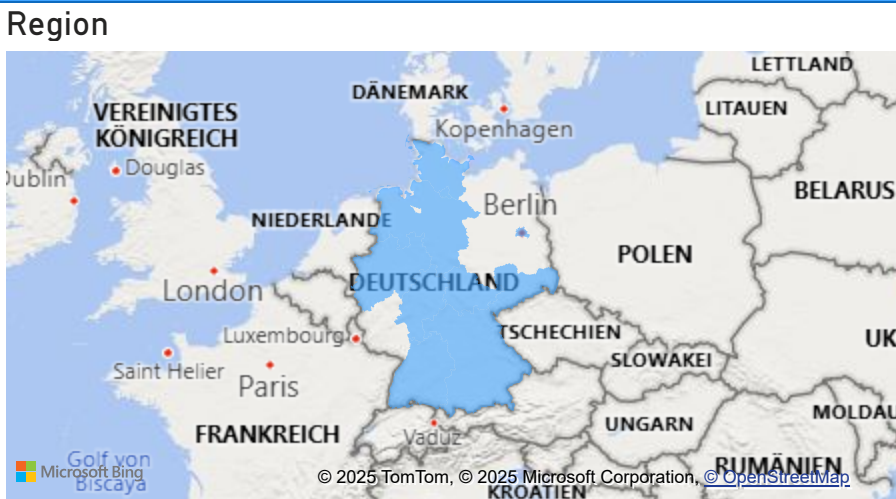 Region
LETTLAND
DÄNEMARK
LITAUEN
VEREINIGTES
KÖNIGREICH
Kopenhagen
Douglas
Dublin
BELARUS
Berlin
NIEDERLANDE
POLEN
DEUTSCHLAND
London
TSCHECHIEN
Luxembourg
UK
SLOWAKEI
Saint Helier
Paris
MOLDAU
UNGARN
FRANKREICH
Vaduz
Golf von
Biscaya
Microsoft Bing
RUMÄNIEN
© 2025 TomTom, © 2025 Microsoft Corporation, © OpenStreetMap
KROATIEN